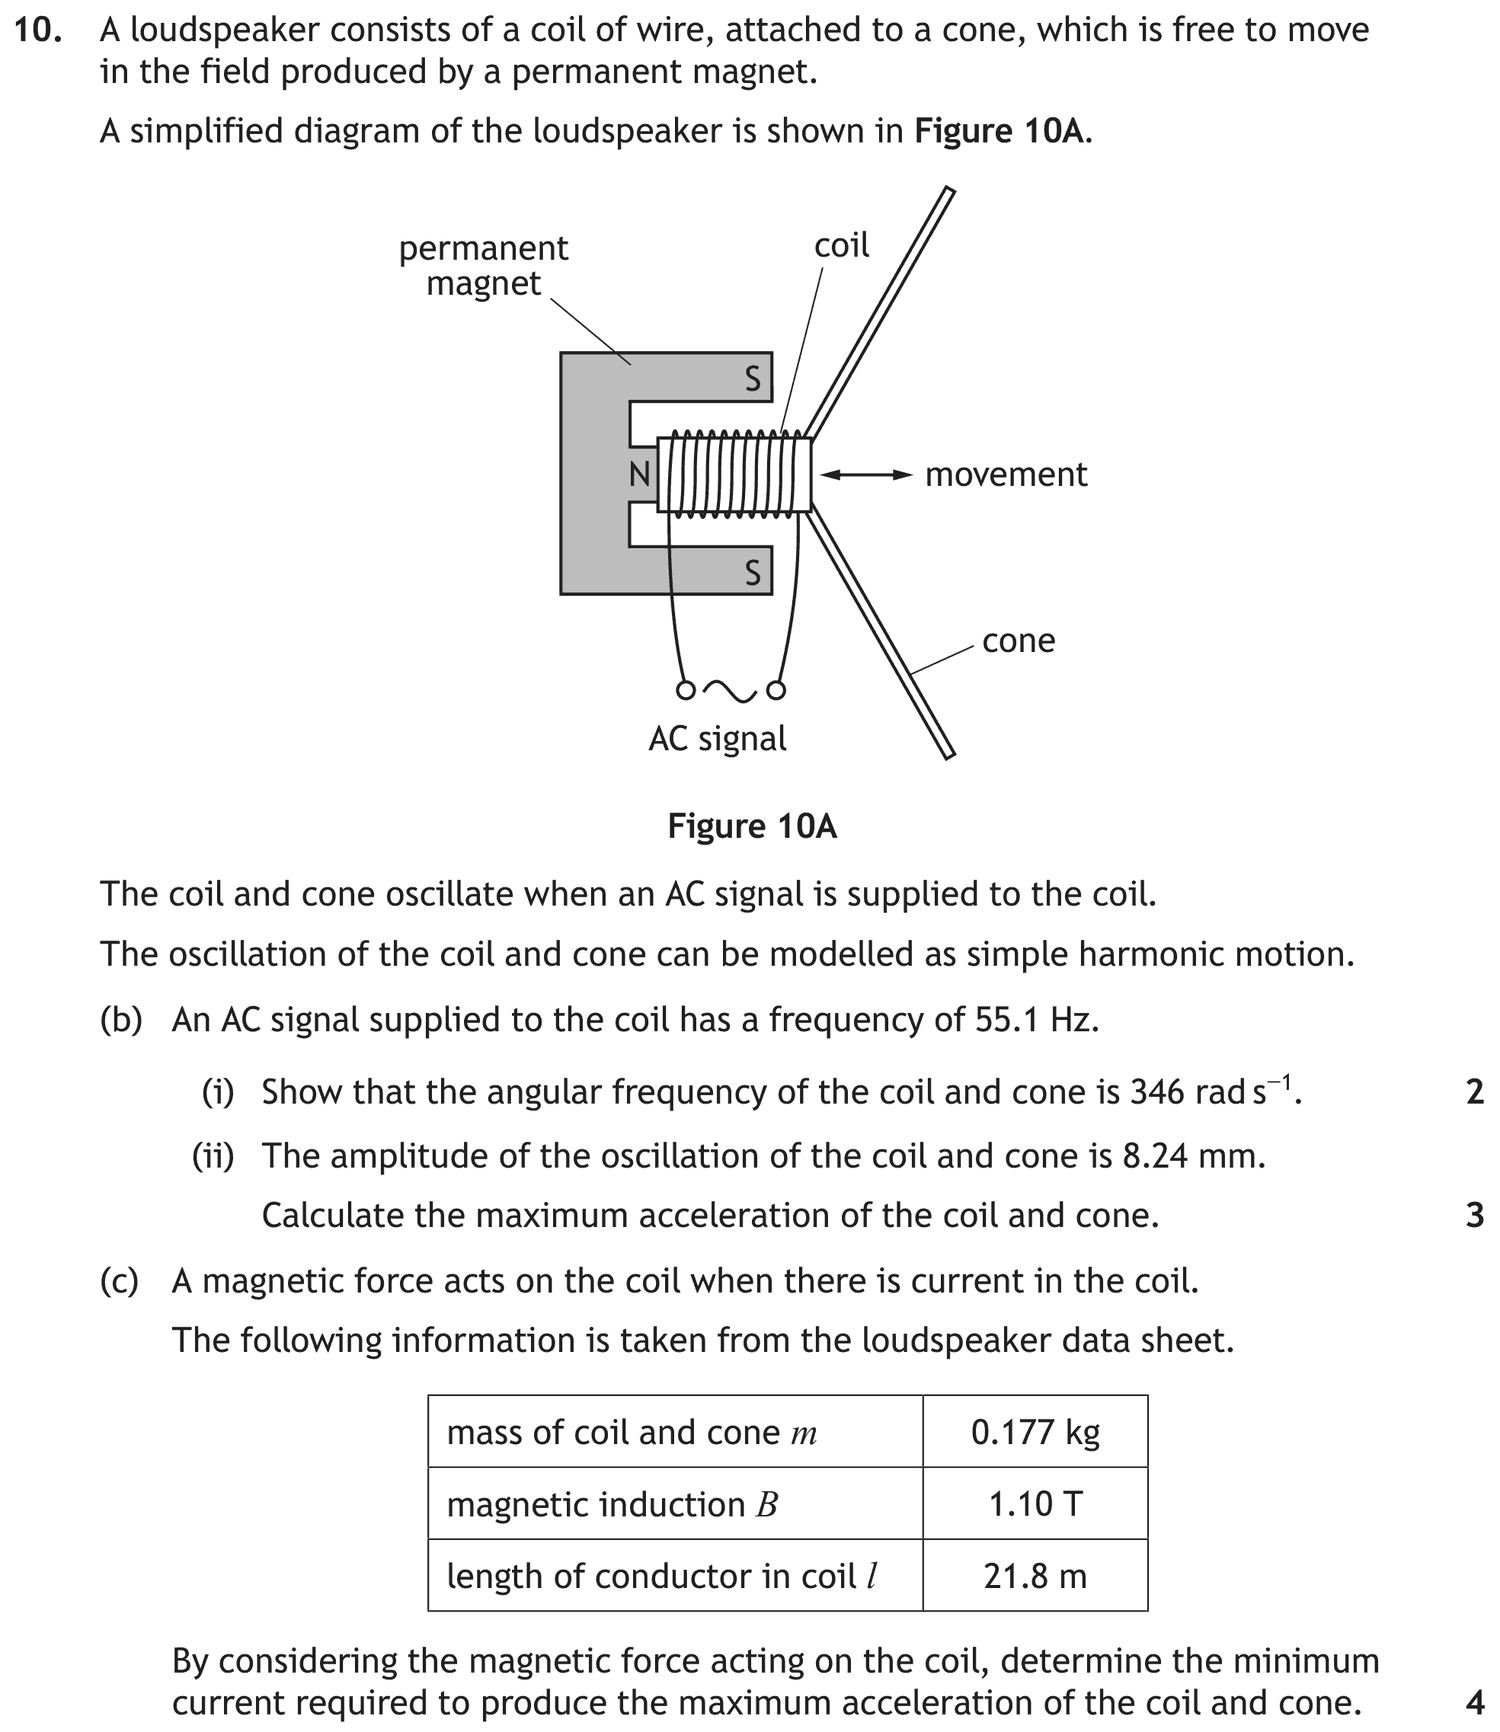 10. A loudspeaker consists of a coil of wire, attached to a cone, which is free to move
in the field produced by a permanent magnet.
A simplified diagram of the loudspeaker is shown in Figure 10A.
permanent
magnet
coil
S
N
movement
S
cone
AC signal
Figure 10A
The coil and cone oscillate when an AC signal is supplied to the coil.
The oscillation of the coil and cone can be modelled as simple harmonic motion.
(b) An AC signal supplied to the coil has a frequency of 55.1 Hz.
(i) Show that the angular frequency of the coil and cone is 346 rad s⁻¹. 2
(ii) The amplitude of the oscillation of the coil and cone is 8.24 mm.
Calculate the maximum acceleration of the coil and cone. 3
(c) A magnetic force acts on the coil when there is current in the coil.
The following information is taken from the loudspeaker data sheet.
mass of coil and cone m 0.177 kg
magnetic induction B 1.10 T
length of conductor in coil l 21.8 m
By considering the magnetic force acting on the coil, determine the minimum
current required to produce the maximum acceleration of the coil and cone. 4